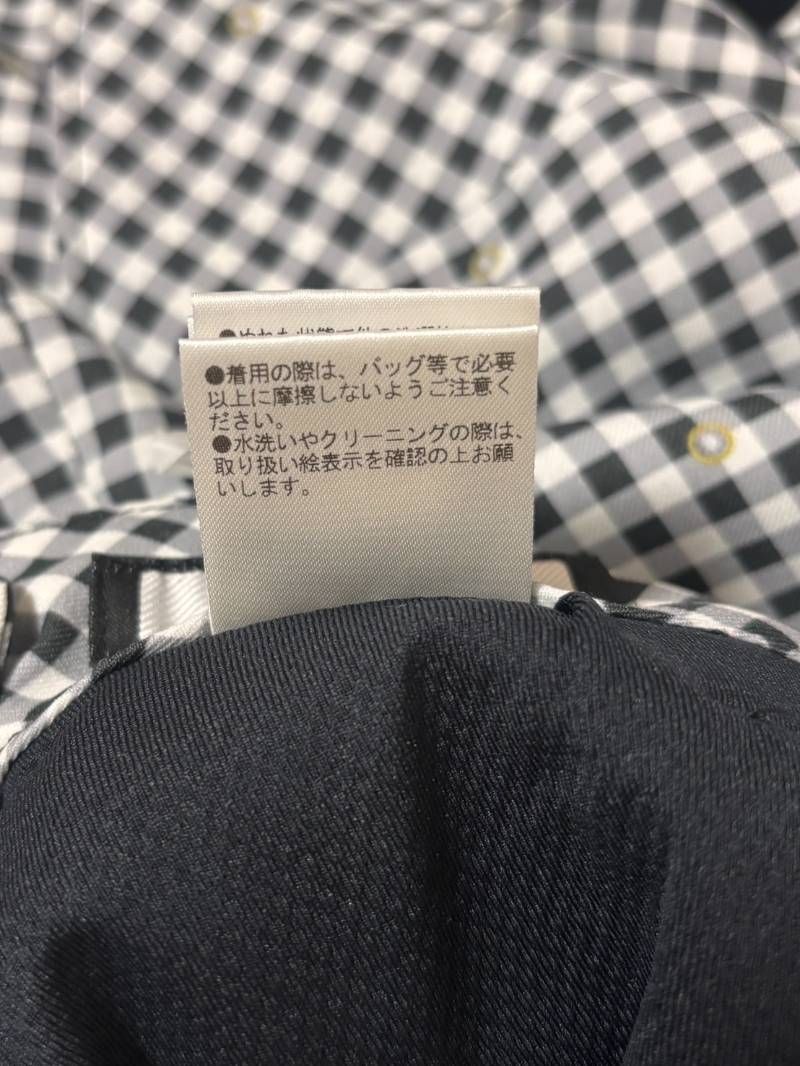 ●着用の際は、バッグ等で必要
以上に摩擦しないようご注意く
ださい。
●水洗いやクリーニングの際は、
取り扱い絵表示を確認の上お願
いします。